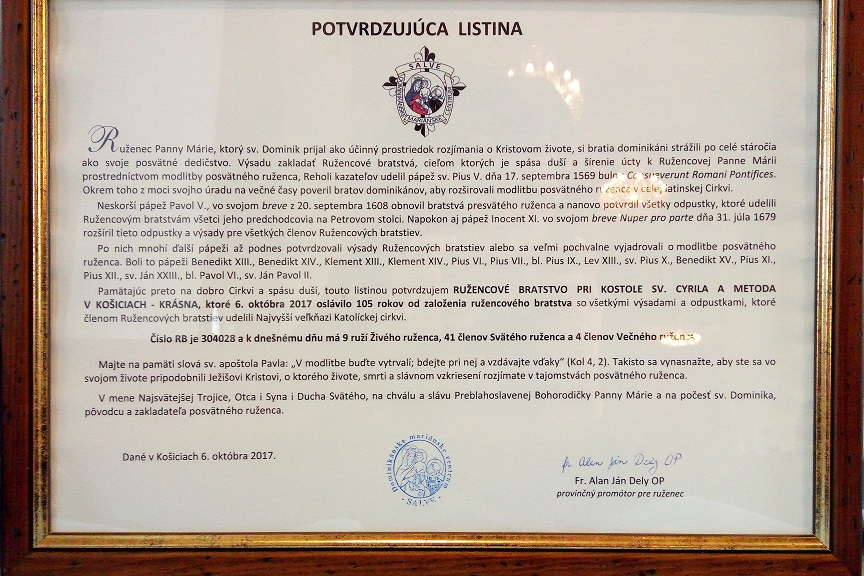 POTVRDZUJÚCA LISTINA
SALVE
Ruženec Panny Márie, ktorý sv. Dominik prijal ako účinný prostriedok rozjímania o Kristovom živote, si bratia dominikáni strážili po celé stáročia
ako svoje posvätné dedičstvo. Výsadu zakladať Ružencové bratstvá, cieľom ktorých je spása duší a šírenie úcty k Ružencovej Panne Márii
prostredníctvom modlitby posvätného ruženca, Reholi kazateľov udelil pápež sv. Pius V. dňa 17. septembra 1569 bulou Consueverunt Romani Pontifices.
Okrem toho z moci svojho úradu na večné časy poveril bratov dominikánov, aby rozširovali modlitbu posvätného ruženca v celej latinskej Cirkvi.
Neskorší pápež Pavol V., vo svojom breve z 20. septembra 1608 obnovil bratstvá presvätého ruženca a nanovo potvrdil všetky odpustky, ktoré udelili
Ružencovým bratstvám všetci jeho predchodcovia na Petrovom stolci. Napokon aj pápež Inocent XI. vo svojom breve Nuper pro parte dňa 31. júla 1679
rozšíril tieto odpustky a výsady pre všetkých členov Ružencových bratstiev.
Po nich mnohí ďalší pápeži až podnes potvrdzovali výsady Ružencových bratstiev alebo sa veľmi pochvalne vyjadrovali o modlitbe posvätného
ruženca. Boli to pápeži Benedikt XIII., Benedikt XIV., Klement XIII., Klement XIV., Pius VI., Pius VII., bl. Pius IX., Lev XIII., sv. Pius X., Benedikt XV., Pius XI.,
Pius XII., sv. Ján XXIII., bl. Pavol VI., sv. Ján Pavol II.
Pamätajúc preto na dobro Cirkvi a spásu duší, touto listinou potvrdzujem RUŽENCOVÉ BRATSTVO PRI KOSTOLE SV. CYRILA A METODA
V KOŠICIACH - KRÁSNA, ktoré 6. októbra 2017 oslávilo 105 rokov od založenia ružencového bratstva so všetkými výsadami a odpustkami, ktoré
členom Ružencových bratstiev udelili Najvyšší veľkňazi Katolíckej cirkvi.
Číslo RB je 304028 a k dnešnému dňu má 9 ruží Živého ruženca, 41 členov Svätého ruženca a 4 členov Večného ruženca
Majte na pamäti slová sv. apoštola Pavla: „V modlitbe buďte vytrvalí; bdejte pri nej a vzdávajte vďaky“ (Kol 4, 2). Takisto sa vynasnažte, aby ste sa vo
svojom živote pripodobnili Ježišovi Kristovi, o ktorého živote, smrti a slávnom vzkriesení rozjímate v tajomstvách posvätného ruženca.
V mene Najsvätejšej Trojice, Otca i Syna i Ducha Svätého, na chválu a slávu Preblahoslavenej Bohorodičky Panny Márie a na počesť sv. Dominika,
pôvodcu a zakladateľa posvätného ruženca.
Dané v Košiciach 6. októbra 2017.
Dominikánske mariánske centrum
- SALVE -
fr. Alan Ján Dely OP
Fr. Alan Ján Dely OP
provinčný promótor pre ruženec